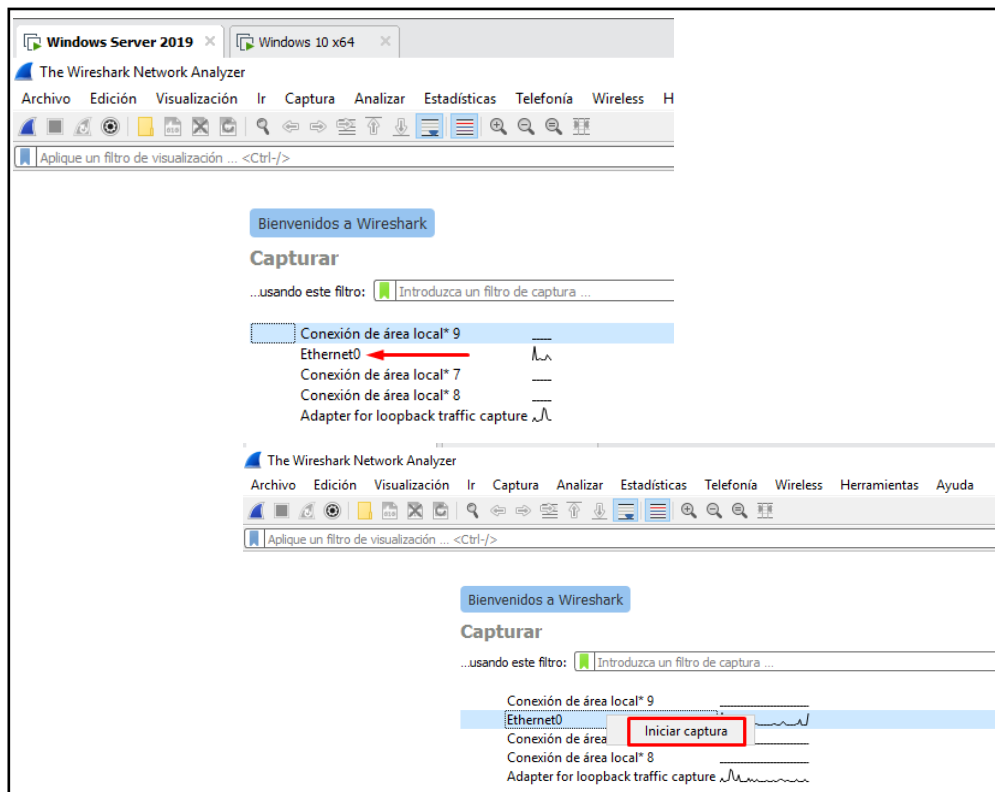 Windows Server 2019 × Windows 10 x64 ×
The Wireshark Network Analyzer
Archivo Edición Visualización Ir Captura Analizar Estadísticas Telefonía Wireless H
Aplique un filtro de visualización ... <Ctrl-/>
Bienvenidos a Wireshark
Capturar
...usando este filtro: Introduzca un filtro de captura ...
Conexión de área local* 9
Ethernet0
Conexión de área local* 7
Conexión de área local* 8
Adapter for loopback traffic capture
The Wireshark Network Analyzer
Archivo Edición Visualización Ir Captura Analizar Estadísticas Telefonía Wireless Herramientas Ayuda
Aplique un filtro de visualización ... <Ctrl-/>
Bienvenidos a Wireshark
Capturar
...usando este filtro: Introduzca un filtro de captura ...
Conexión de área local* 9
Ethernet0
Iniciar captura
Conexión de área
Conexión de área local* 8
Adapter for loopback traffic capture